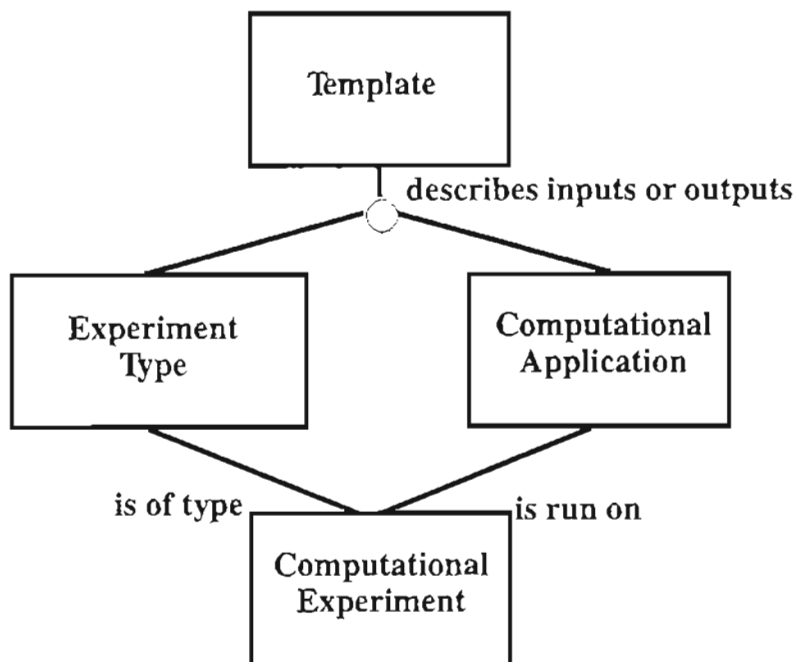 Template
describes inputs or outputs
Experiment
Type
Computational
Application
is of type
is run on
Computational
Experiment